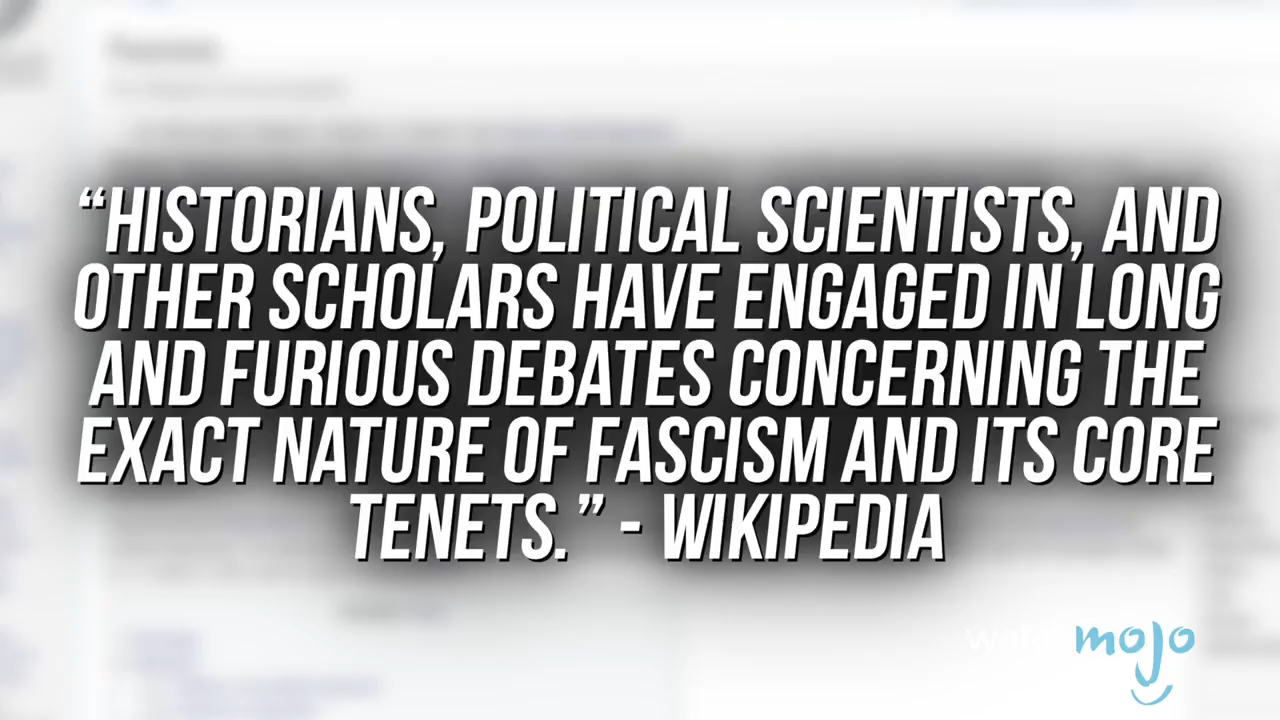 “HISTORIANS, POLITICAL SCIENTISTS, AND
OTHER SCHOLARS HAVE ENGAGED IN LONG
AND FURIOUS DEBATES CONCERNING THE
EXACT NATURE OF FASCISM AND ITS CORE
TENETS.” - WIKIPEDIA
watchmojo